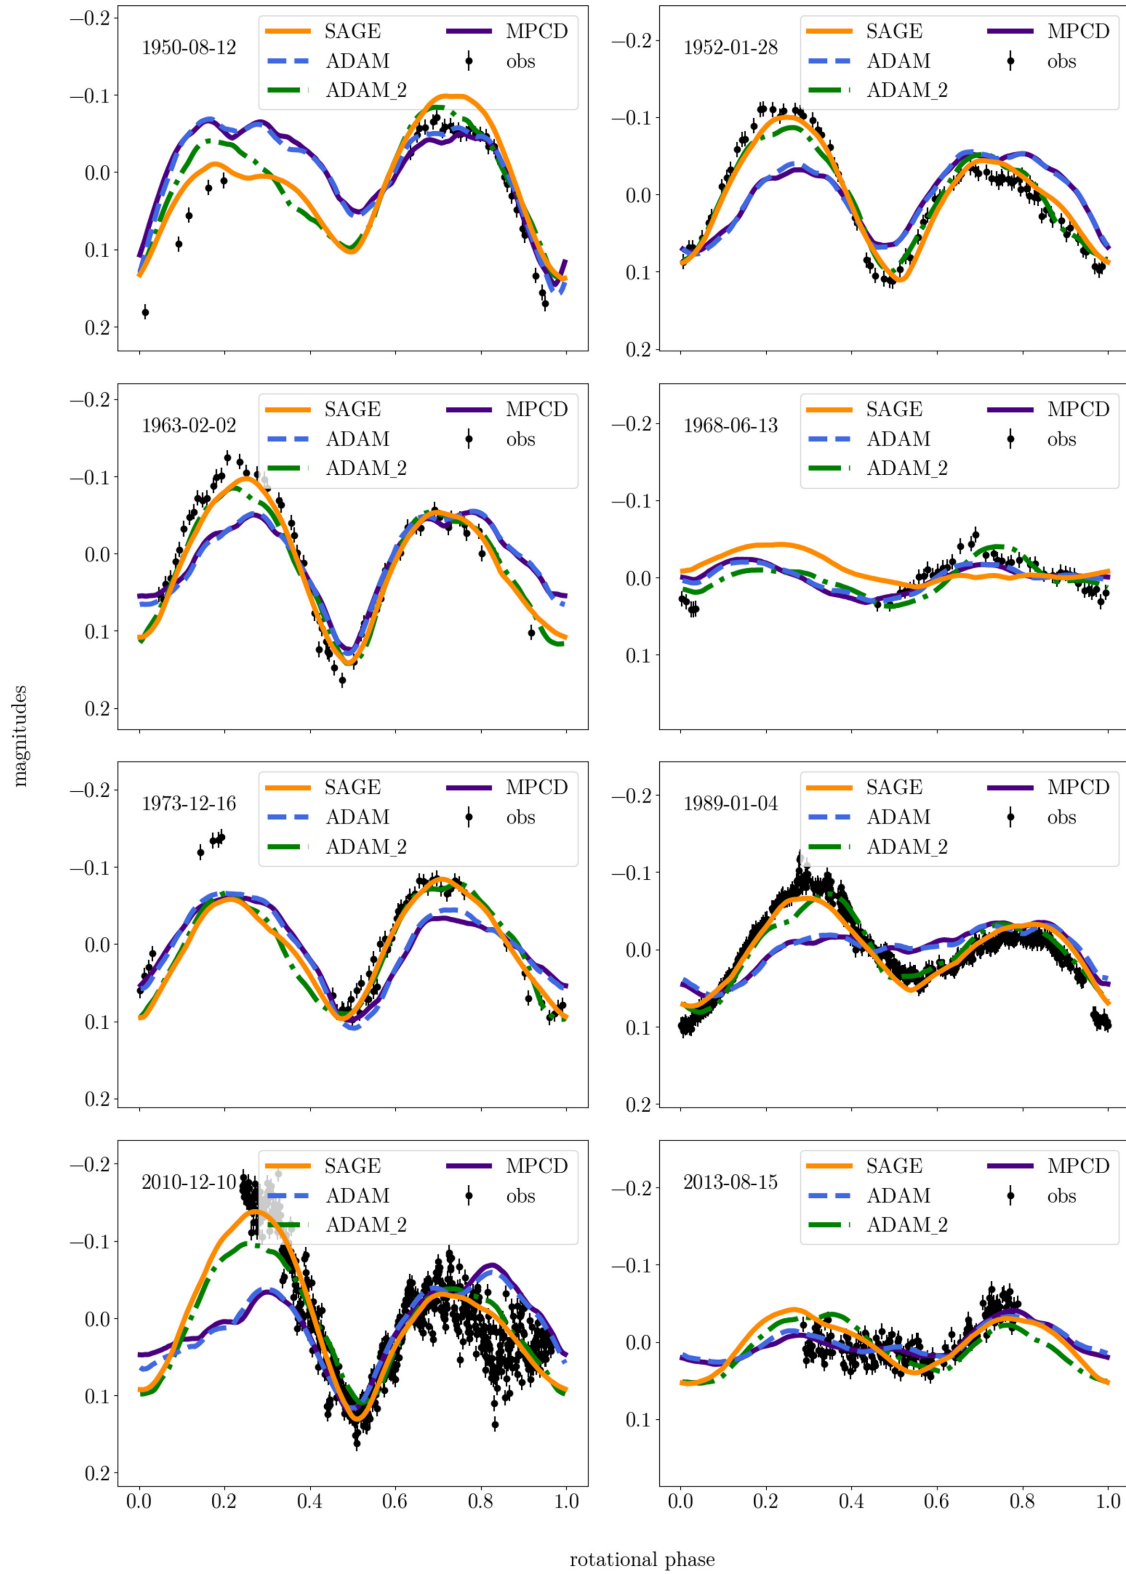 1950-08-12
SAGE
ADAM
ADAM_2
MPCD
obs
−0.2
−0.1
0.0
0.1
0.2
1952-01-28
SAGE
ADAM
ADAM_2
MPCD
obs
−0.2
−0.1
0.0
0.1
0.2
1963-02-02
SAGE
ADAM
ADAM_2
MPCD
obs
−0.2
−0.1
0.0
0.1
0.2
1968-06-13
SAGE
ADAM
ADAM_2
MPCD
obs
−0.2
−0.1
0.0
0.1
magnitudes
1973-12-16
SAGE
ADAM
ADAM_2
MPCD
obs
−0.2
−0.1
0.0
0.1
0.2
1989-01-04
SAGE
ADAM
ADAM_2
MPCD
obs
−0.2
−0.1
0.0
0.1
0.2
2010-12-10
SAGE
ADAM
ADAM_2
MPCD
obs
−0.2
−0.1
0.0
0.1
0.2
0.0 0.2 0.4 0.6 0.8 1.0
2013-08-15
SAGE
ADAM
ADAM_2
MPCD
obs
−0.2
−0.1
0.0
0.1
0.0 0.2 0.4 0.6 0.8 1.0
rotational phase